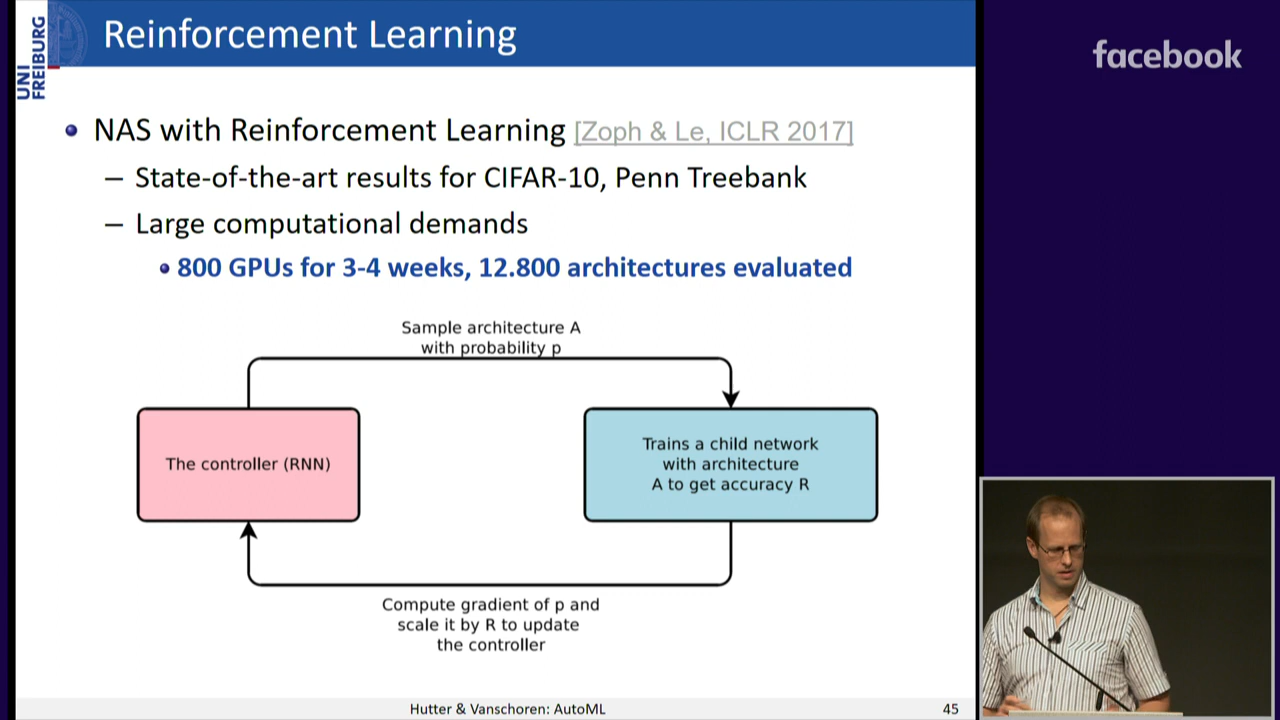 UNI
FREIBURG
Reinforcement Learning
facebook
NAS with Reinforcement Learning [Zoph & Le, ICLR 2017]
– State-of-the-art results for CIFAR-10, Penn Treebank
– Large computational demands
800 GPUs for 3-4 weeks, 12.800 architectures evaluated
Sample architecture A
with probability p
The controller (RNN)
Trains a child network
with architecture
A to get accuracy R
Compute gradient of p and
scale it by R to update
the controller
Hutter & Vanschoren: AutoML
45